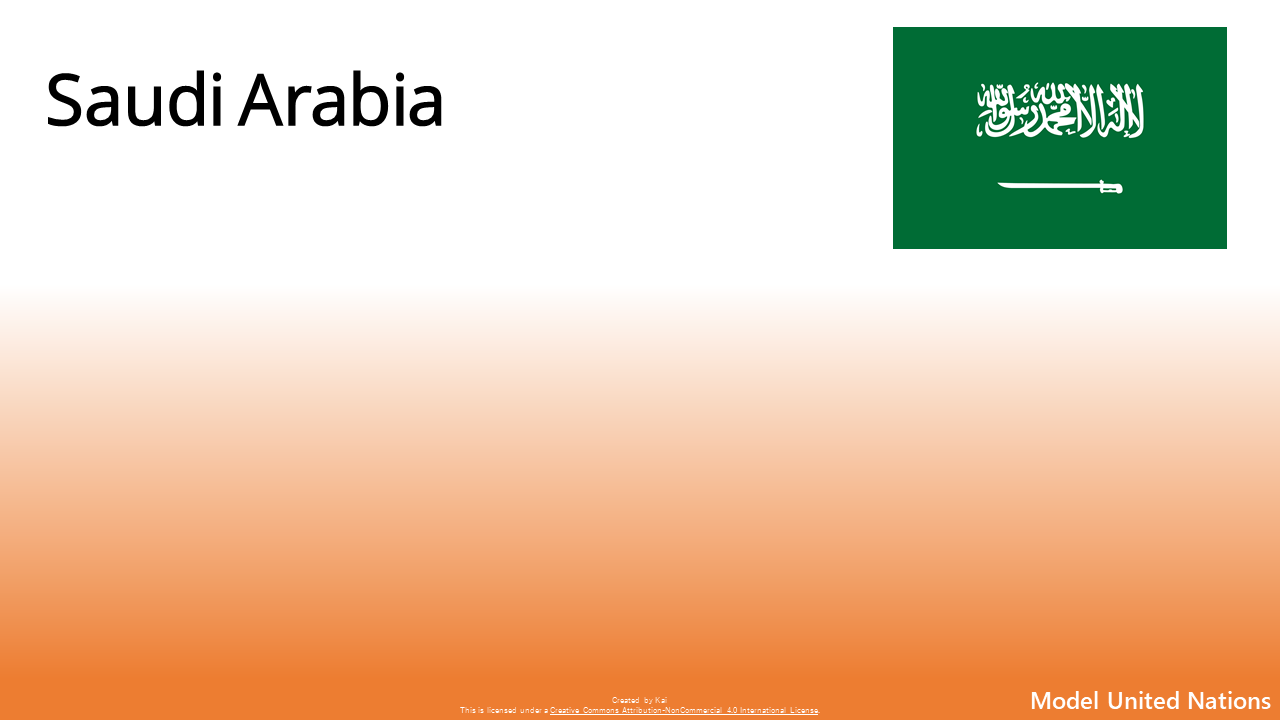 Saudi Arabia
لا إله إلا الله محمد رسول الله
Created by Kai
This is licensed under a Creative Commons Attribution-NonCommercial 4.0 International License.
Model United Nations